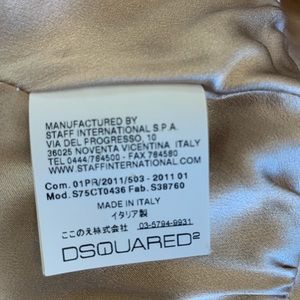 MANUFACTURED BY
STAFF INTERNATIONAL S.P.A.
VIA DEL PROGRESSO, 10
36025 NOVENTA VICENTINA ITALY
TEL 0444/784500 - FAX 784580
WWW.STAFFINTERNATIONAL.COM
Com. 01PR/2011/503 - 2011 01
Mod. S75CT0436 Fab. S38760
MADE IN ITALY
イタリア製
ここのえ株式会社 03-5794-9931
DSQUARED²